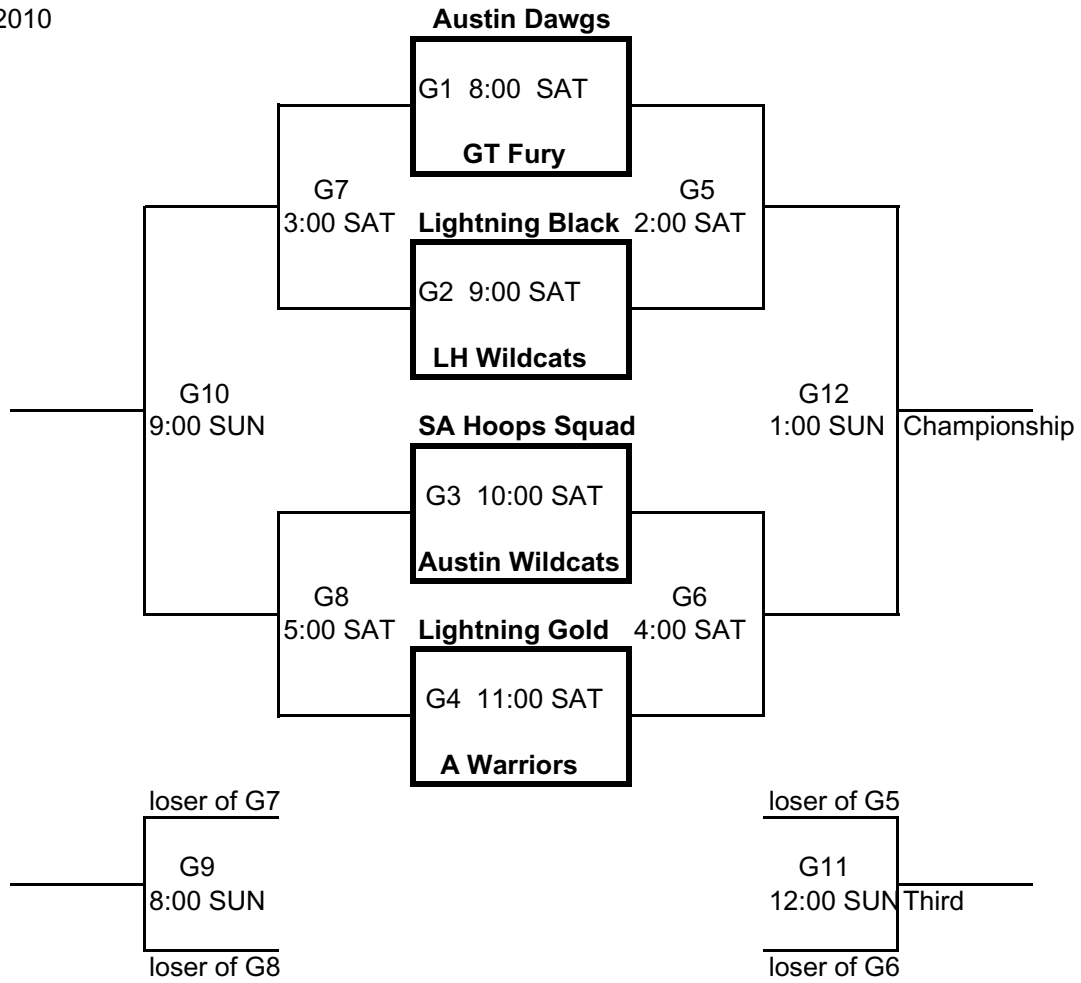 2010
Austin Dawgs
G1 8:00 SAT
GT Fury
G7
3:00 SAT
G5
2:00 SAT
Lightning Black
G2 9:00 SAT
LH Wildcats
G10
9:00 SUN
G12
1:00 SUN
Championship
SA Hoops Squad
G3 10:00 SAT
Austin Wildcats
G8
5:00 SAT
G6
4:00 SAT
Lightning Gold
G4 11:00 SAT
A Warriors
loser of G7
G9
8:00 SUN
loser of G8
loser of G5
G11
12:00 SUN
Third
loser of G6